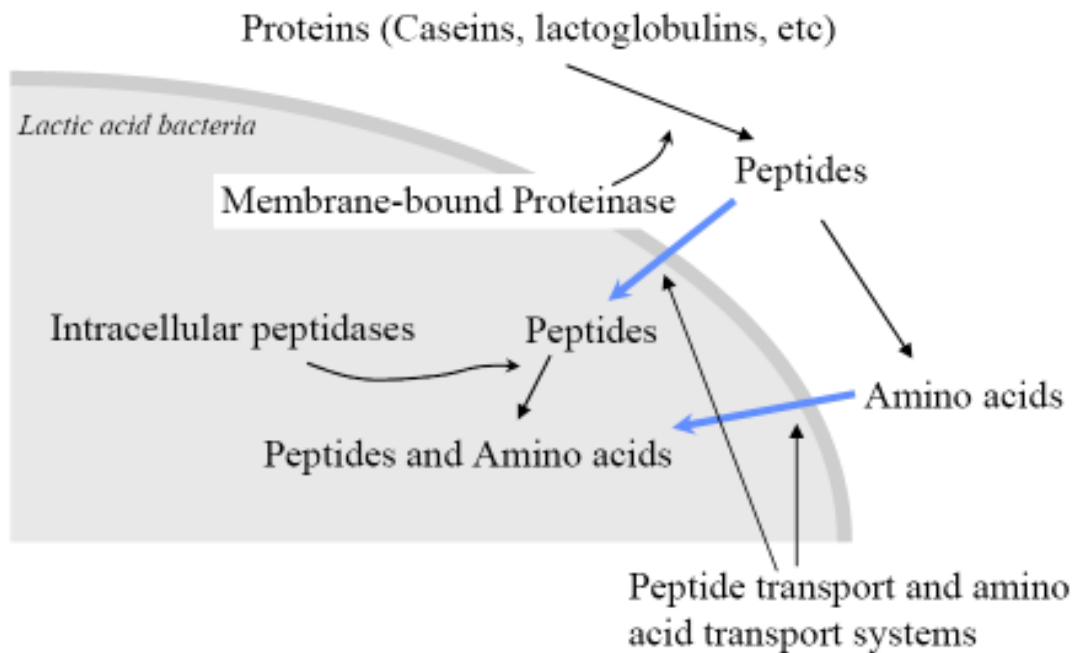 Proteins (Caseins, lactoglobulins, etc)
Lactic acid bacteria
Peptides
Membrane-bound Proteinase
Intracellular peptidases
Peptides
Amino acids
Peptides and Amino acids
Peptide transport and amino
acid transport systems